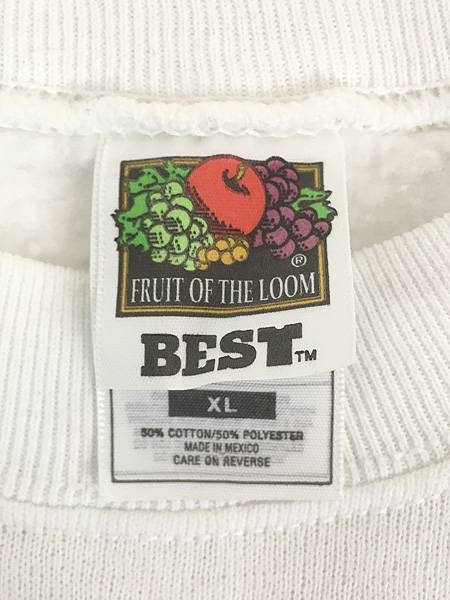 ®
FRUIT OF THE LOOM
BEST™
XL
50% COTTON/50% POLYESTER
MADE IN MEXICO
CARE ON REVERSE